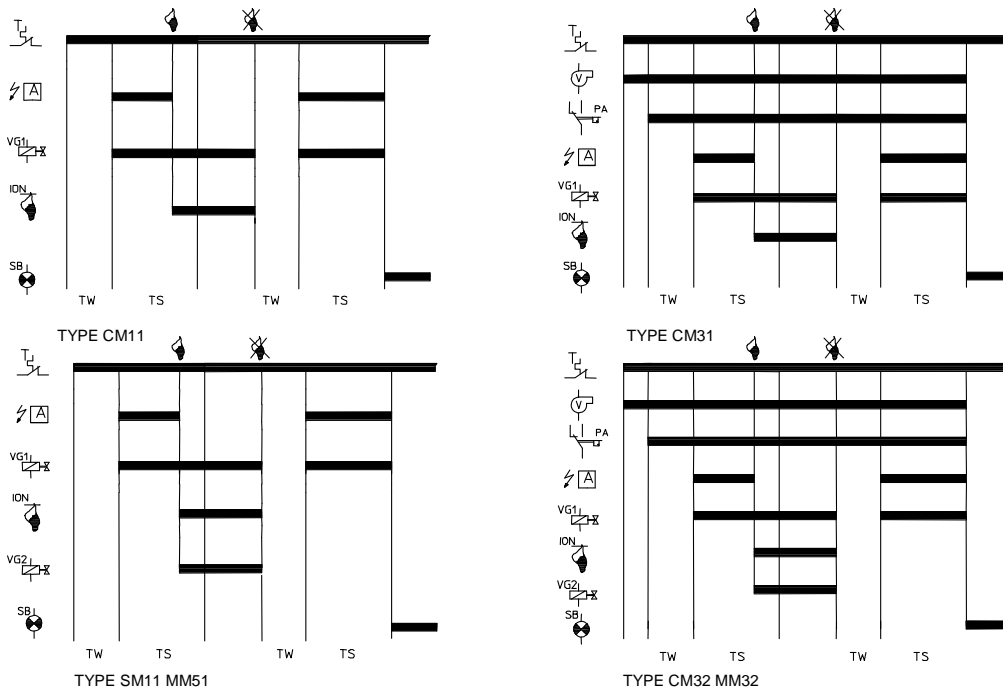 T
A
VG1
ION
SB
TW TS TW TS
TYPE CM11
T
V
PA
A
VG1
ION
SB
TW TS TW TS
TYPE CM31
T
A
VG1
ION
VG2
SB
TW TS TW TS
TYPE SM11 MM51
T
V
PA
A
VG1
ION
VG2
SB
TW TS TW TS
TYPE CM32 MM32